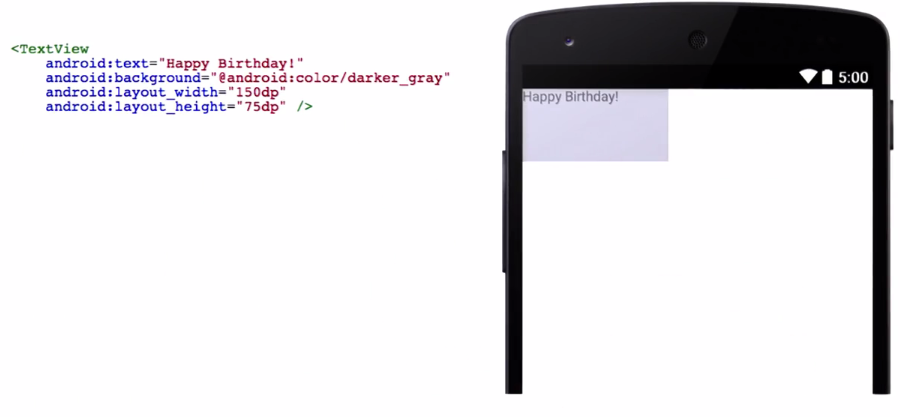 <TextView
android:text="Happy Birthday!"
android:background="@android:color/darker_gray"
android:layout_width="150dp"
android:layout_height="75dp" />
5:00
Happy Birthday!